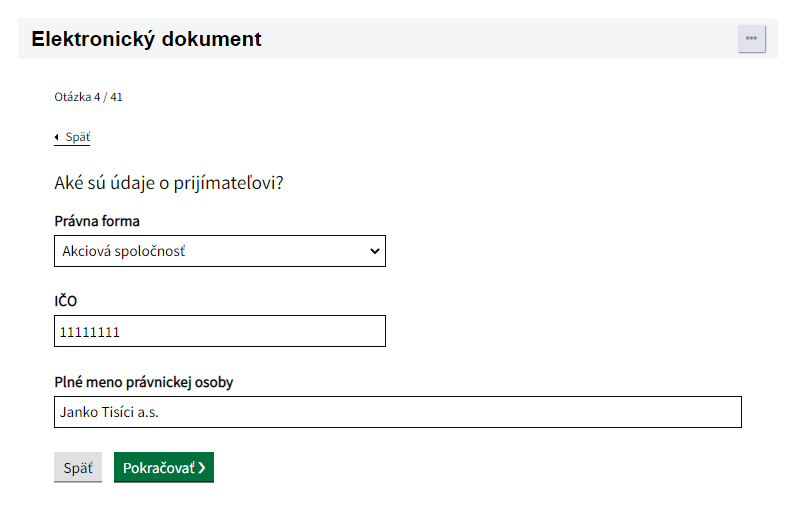 Elektronický dokument
Otázka 4 / 41
Späť
Aké sú údaje o prijímateľovi?
Právna forma
Akciová spoločnosť
IČO
11111111
Plné meno právnickej osoby
Janko Tisíci a.s.
Späť
Pokračovať